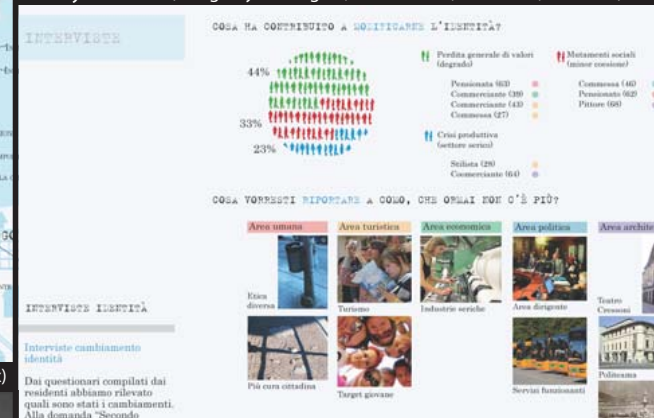 INTERVISTE
COSA HA CONTRIBUITO A MODIFICARNE L'IDENTITÀ?
44%
33%
23%
Perdita generale di valori
(degrado)
Pensionata (63)
Commerciante (39)
Commerciante (43)
Commessa (27)
Crisi produttiva
(settore serico)
Stilista (29)
Commerciante (64)
Mutamenti sociali
(minor coesione)
Commessa (46)
Pensionato (62)
Pittore (68)
COSA VORRESTI RIPORTARE A COMO, CHE ORMAI NON C'È PIÙ?
Area umana
Area turistica
Area economica
Area politica
Etica
diversa
Turismo
Industrie seriche
Area dirigente
Teatro
Cressoni
Più cura cittadina
Target giovane
Servizi funzionanti
Politeama
INTERVISTE IDENTITÀ
Interviste cambiamento
identità
Dai questionari compilati dai
residenti abbiamo rilevato
quali sono stati i cambiamenti.
Alla domanda "Secondo